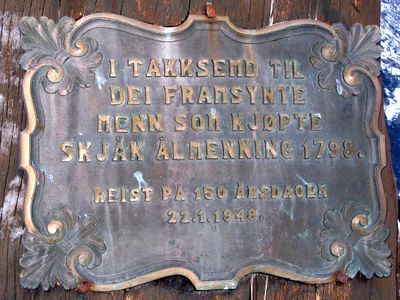 I TAKKSEMD TIL
DEI FRAMSYNTE
MENN SOM KJØPTE
SKJÅK ÅLMENNING 1798.
REIST PÅ 150 ÅRSDAGEN
22.1.1948.